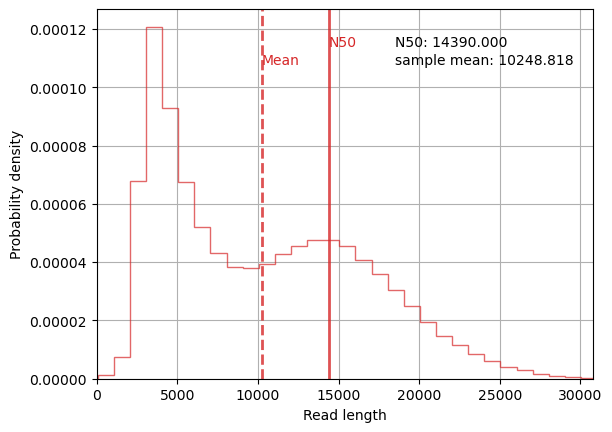 0.00012
0.00010
0.00008
0.00006
0.00004
0.00002
0.00000
Probability density
N50
N50: 14390.000
Mean
sample mean: 10248.818
0 5000 10000 15000 20000 25000 30000
Read length